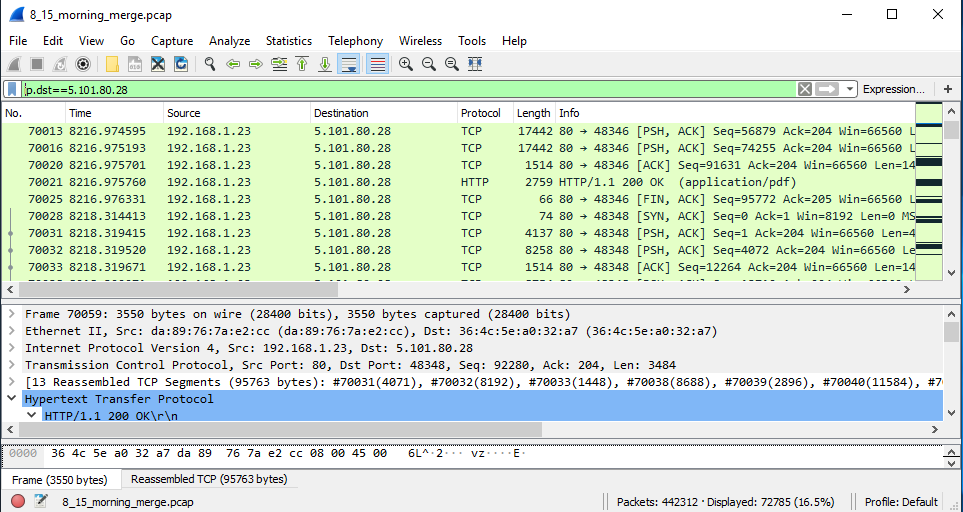 8_15_morning_merge.pcap
File Edit View Go Capture Analyze Statistics Telephony Wireless Tools Help
p.dst==5.101.80.28 Expression… +
No. Time Source Destination Protocol Length Info
70013 8216.974595 192.168.1.23 5.101.80.28 TCP 17442 80 → 48346 [PSH, ACK] Seq=56879 Ack=204 Win=66560 L
70016 8216.975193 192.168.1.23 5.101.80.28 TCP 17442 80 → 48346 [PSH, ACK] Seq=74255 Ack=204 Win=66560 L
70020 8216.975701 192.168.1.23 5.101.80.28 TCP 1514 80 → 48346 [ACK] Seq=91631 Ack=204 Win=66560 Len=14
70021 8216.975760 192.168.1.23 5.101.80.28 HTTP 2759 HTTP/1.1 200 OK (application/pdf)
70025 8216.976331 192.168.1.23 5.101.80.28 TCP 66 80 → 48346 [FIN, ACK] Seq=95772 Ack=205 Win=66560 L
70028 8218.314413 192.168.1.23 5.101.80.28 TCP 74 80 → 48348 [SYN, ACK] Seq=0 Ack=1 Win=8192 Len=0 MS
70031 8218.319415 192.168.1.23 5.101.80.28 TCP 4137 80 → 48348 [PSH, ACK] Seq=1 Ack=204 Win=66560 Len=4
70032 8218.319520 192.168.1.23 5.101.80.28 TCP 8258 80 → 48348 [PSH, ACK] Seq=4072 Ack=204 Win=66560 L
70033 8218.319671 192.168.1.23 5.101.80.28 TCP 1514 80 → 48348 [ACK] Seq=12264 Ack=204 Win=66560 Len=14
Frame 70059: 3550 bytes on wire (28400 bits), 3550 bytes captured (28400 bits)
Ethernet II, Src: da:89:76:7a:e2:cc (da:89:76:7a:e2:cc), Dst: 36:4c:5e:a0:32:a7 (36:4c:5e:a0:32:a7)
Internet Protocol Version 4, Src: 192.168.1.23, Dst: 5.101.80.28
Transmission Control Protocol, Src Port: 80, Dst Port: 48348, Seq: 92280, Ack: 204, Len: 3484
[13 Reassembled TCP Segments (95763 bytes): #70031(4071), #70032(8192), #70033(1448), #70038(8688), #70039(2896), #70040(11584), #7
Hypertext Transfer Protocol
HTTP/1.1 200 OK\r\n
0000 36 4c 5e a0 32 a7 da 89 76 7a e2 cc 08 00 45 00 6L^·2··· vz····E·
Frame (3550 bytes) Reassembled TCP (95763 bytes)
8_15_morning_merge.pcap Packets: 442312 · Displayed: 72785 (16.5%) Profile: Default